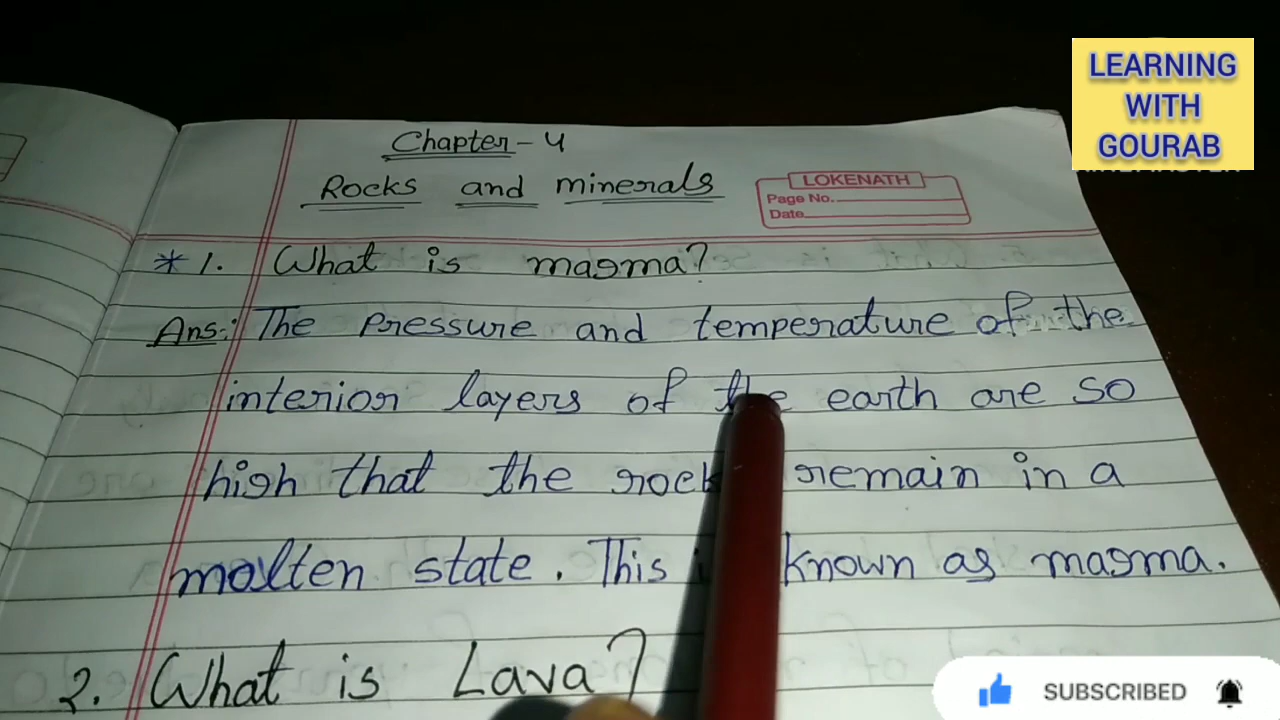 LEARNING
WITH
GOURAB
Chapter-4
Rocks and minerals
LOKENATH
Page No.
Date
*1. What is magma?
Ans:- The Pressure and temperature of the
interior layers of the earth are so
high that the rock remain in a
molten state. This known as magma.
2. What is Lava?
SUBSCRIBED